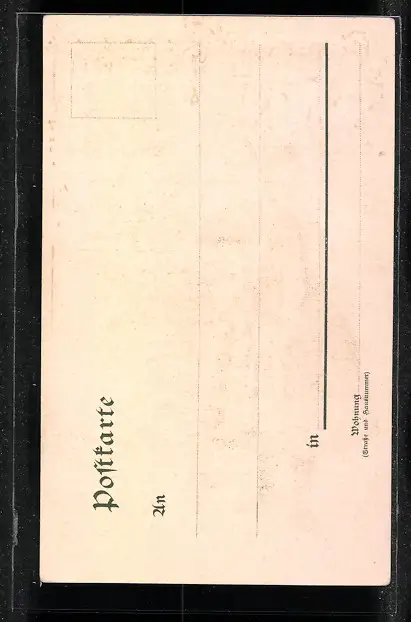 Postkarte
An
in
Wohnung
(Straße und Hausnummer)